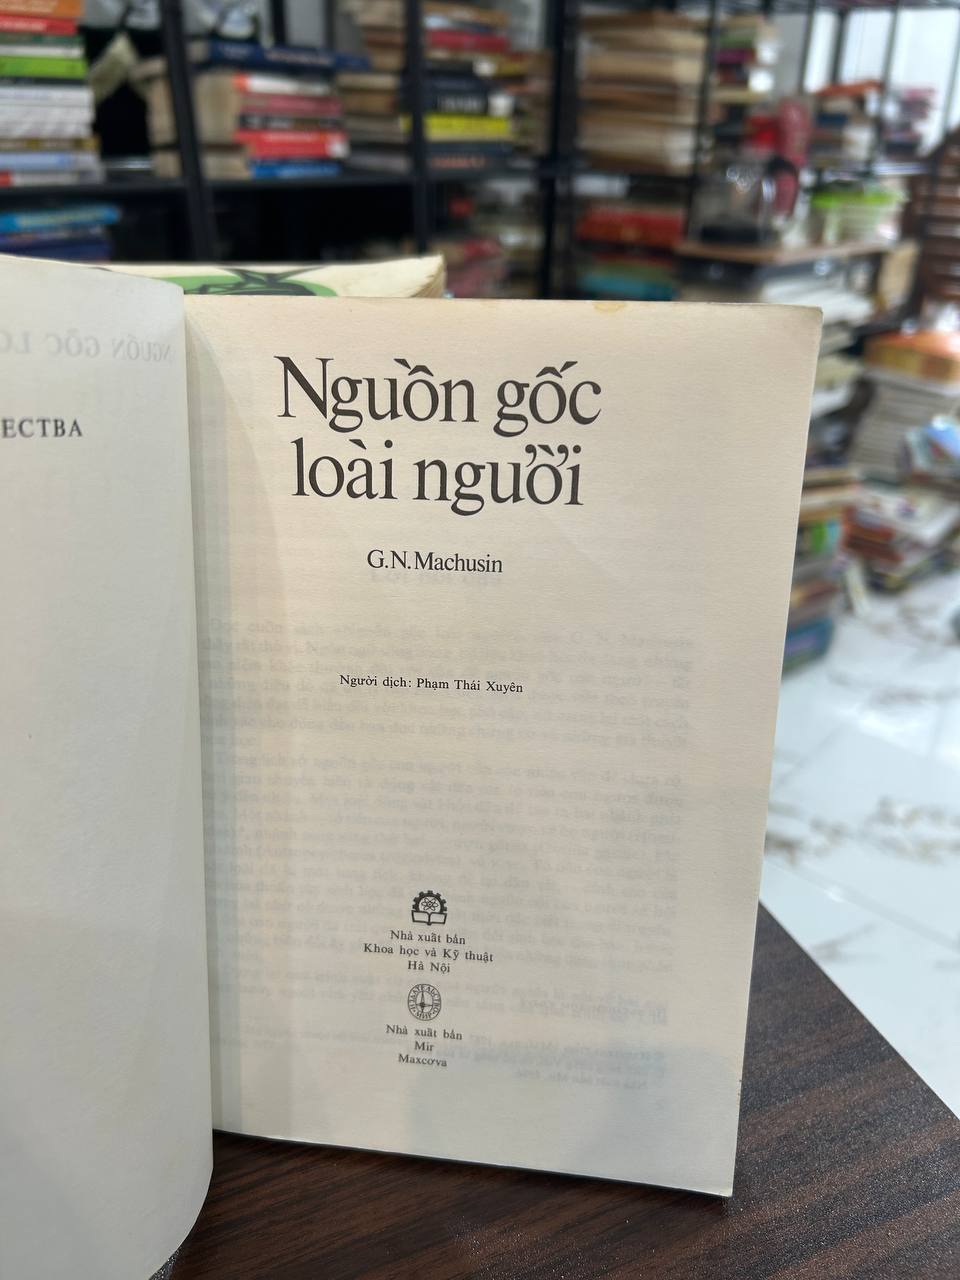 ECTBA
Nguồn gốc
loài người
G.N. Machusin
Người dịch: Phạm Thái Xuyên
Nhà xuất bản
Khoa học và Kỹ thuật
Hà Nội
Nhà xuất bản
Mir
Maxcơva